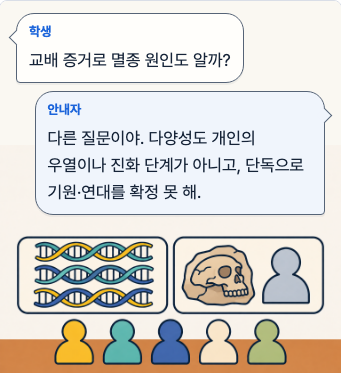 학생
교배 증거로 멸종 원인도 알까?
안내자
다른 질문이야. 다양성도 개인의
우열이나 진화 단계가 아니고, 단독으로
기원·연대를 확정 못 해.